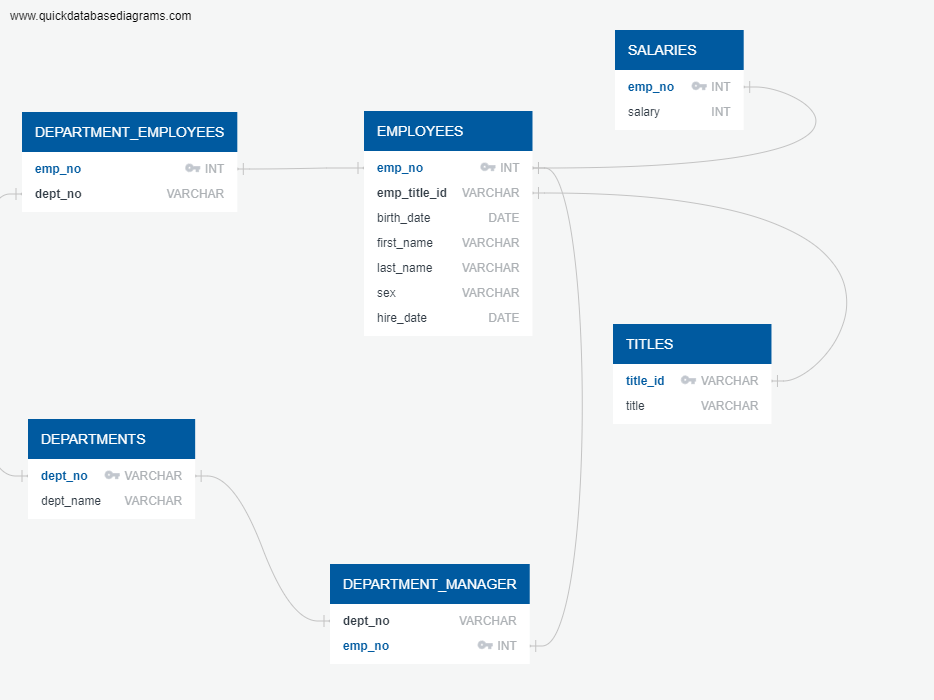 www.quickdatabasediagrams.com
SALARIES
emp_no INT
salary INT
DEPARTMENT_EMPLOYEES
emp_no INT
dept_no VARCHAR
EMPLOYEES
emp_no INT
emp_title_id VARCHAR
birth_date DATE
first_name VARCHAR
last_name VARCHAR
sex VARCHAR
hire_date DATE
TITLES
title_id VARCHAR
title VARCHAR
DEPARTMENTS
dept_no VARCHAR
dept_name VARCHAR
DEPARTMENT_MANAGER
dept_no VARCHAR
emp_no INT